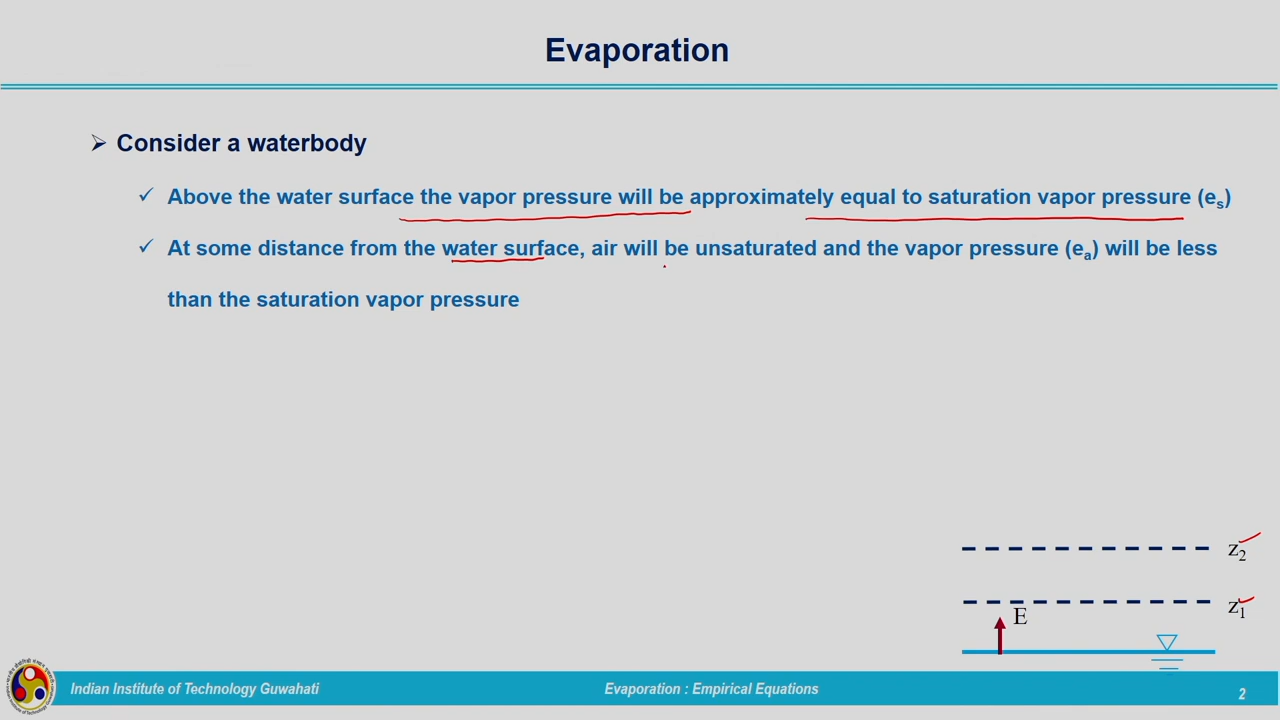 Evaporation
Consider a waterbody
Above the water surface the vapor pressure will be approximately equal to saturation vapor pressure (es)
At some distance from the water surface, air will be unsaturated and the vapor pressure (ea) will be less
than the saturation vapor pressure
z2
z1
E
Indian Institute of Technology Guwahati
Evaporation : Empirical Equations
2